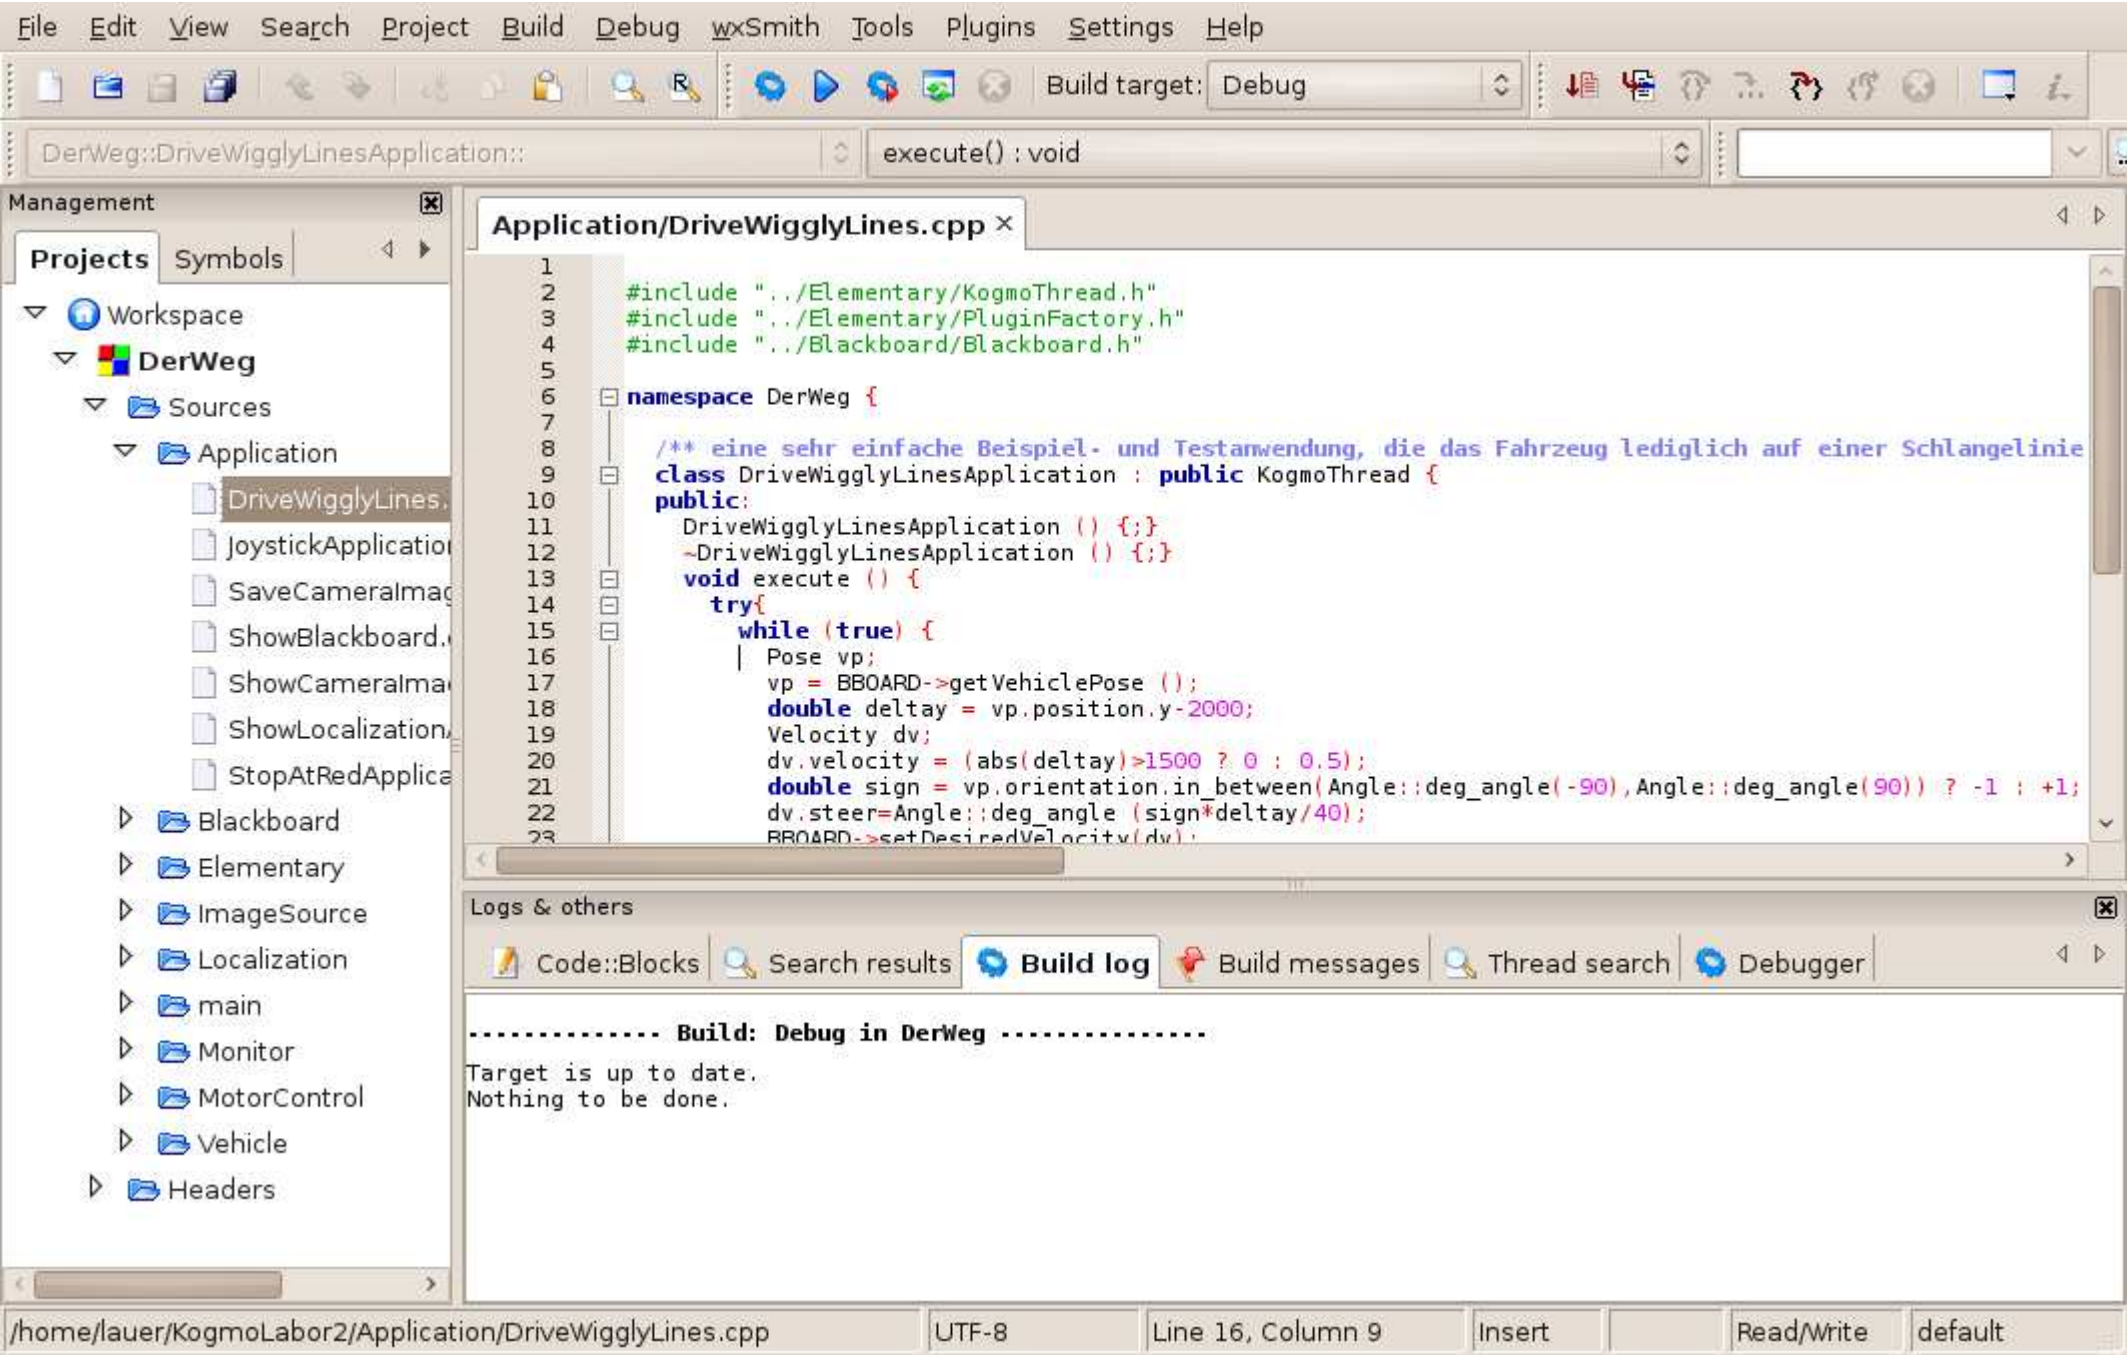 File Edit View Search Project Build Debug wxSmith Tools Plugins Settings Help
Build target: Debug
DerWeg::DriveWigglyLinesApplication:: execute() : void
Management
Projects Symbols
Workspace
DerWeg
Sources
Application
DriveWigglyLines.
JoystickApplication
SaveCameraImag
ShowBlackboard.
ShowCameraIma
ShowLocalization
StopAtRedApplica
Blackboard
Elementary
ImageSource
Localization
main
Monitor
MotorControl
Vehicle
Headers
Application/DriveWigglyLines.cpp
1
2 #include "../Elementary/KogmoThread.h"
3 #include "../Elementary/PluginFactory.h"
4 #include "../Blackboard/Blackboard.h"
5
6 namespace DerWeg {
7
8 /** eine sehr einfache Beispiel- und Testanwendung, die das Fahrzeug lediglich auf einer Schlangelinie
9 class DriveWigglyLinesApplication : public KogmoThread {
10 public:
11 DriveWigglyLinesApplication () {;}
12 ~DriveWigglyLinesApplication () {;}
13 void execute () {
14 try{
15 while (true) {
16 Pose vp;
17 vp = BBOARD->getVehiclePose ();
18 double deltay = vp.position.y-2000;
19 Velocity dv;
20 dv.velocity = (abs(deltay)>1500 ? 0 : 0.5);
21 double sign = vp.orientation.in_between(Angle::deg_angle(-90),Angle::deg_angle(90)) ? -1 : +1;
22 dv.steer=Angle::deg_angle (sign*deltay/40);
23 BBOARD->setDesiredVelocity(dv);
Logs & others
Code::Blocks Search results Build log Build messages Thread search Debugger
-------------- Build: Debug in DerWeg ---------------
Target is up to date.
Nothing to be done.
/home/lauer/KogmoLabor2/Application/DriveWigglyLines.cpp UTF-8 Line 16, Column 9 Insert Read/Write default